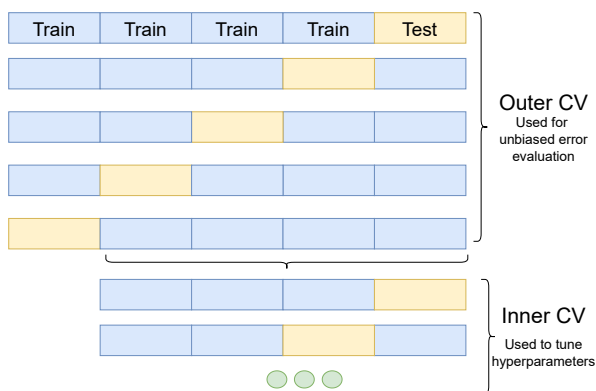 Train Train Train Train Test
Outer CV
Used for
unbiased error
evaluation
Inner CV
Used to tune
hyperparameters